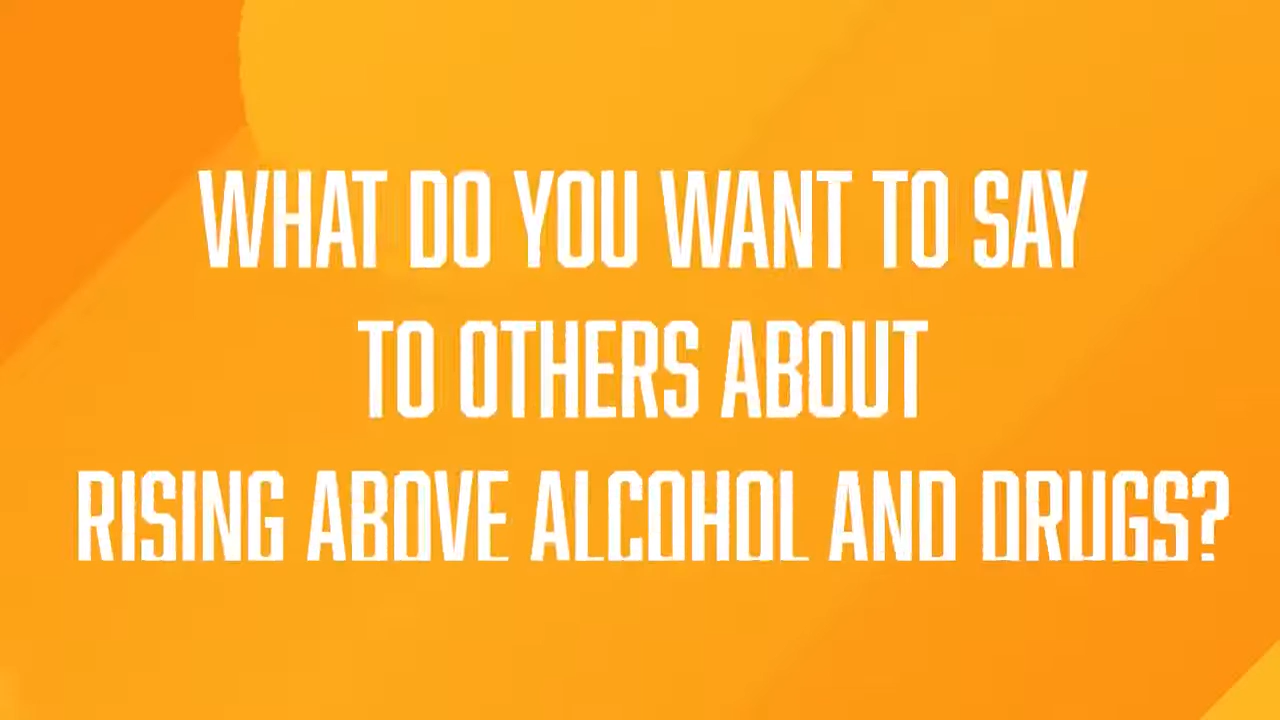 WHAT DO YOU WANT TO SAY
TO OTHERS ABOUT
RISING ABOVE ALCOHOL AND DRUGS?